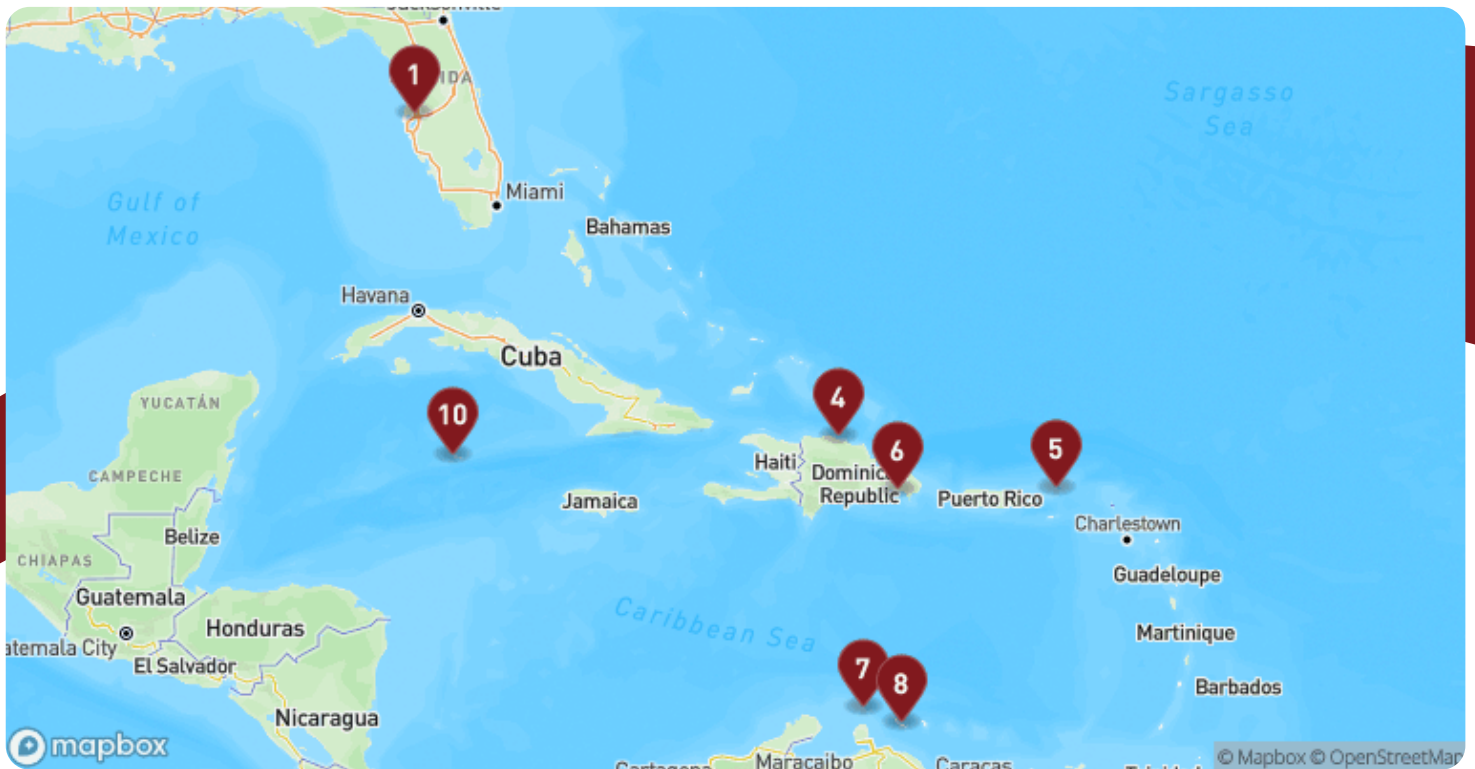 Jacksonville
1
IDA
Sargasso
Sea
Miami
Gulf of
Mexico
Bahamas
Havana
Cuba
YUCATÁN
4
10
6
5
Haiti
Dominic
Republic
CAMPECHE
Puerto Rico
Jamaica
Charlestown
Belize
CHIAPAS
Guadeloupe
Guatemala
Caribbean Sea
Honduras
Martinique
atemala City
El Salvador
7
8
Barbados
Nicaragua
mapbox
Maracaibo
Caracas
© Mapbox © OpenStreetMap